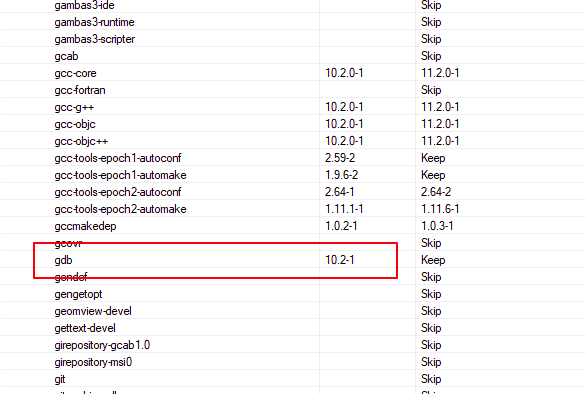 gambas3-ide Skip
gambas3-runtime Skip
gambas3-scripter Skip
gcab Skip
gcc-core 10.2.0-1 11.2.0-1
gcc-fortran Skip
gcc-g++ 10.2.0-1 11.2.0-1
gcc-objc 10.2.0-1 11.2.0-1
gcc-objc++ 10.2.0-1 11.2.0-1
gcc-tools-epoch1-autoconf 2.59-2 Keep
gcc-tools-epoch1-automake 1.9.6-2 Keep
gcc-tools-epoch2-autoconf 2.64-1 2.64-2
gcc-tools-epoch2-automake 1.11.1-1 1.11.6-1
gccmakedep 1.0.2-1 1.0.3-1
gcovr Skip
gdb 10.2-1 Keep
gendef Skip
gengetopt Skip
geomview-devel Skip
gettext-devel Skip
girepository-gcab1.0 Skip
girepository-msi0 Skip
git Skip